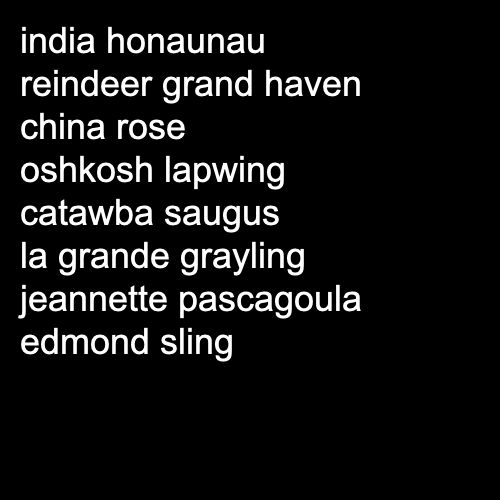 india honaunau
reindeer grand haven
china rose
oshkosh lapwing
catawba saugus
la grande grayling
jeannette pascagoula
edmond sling